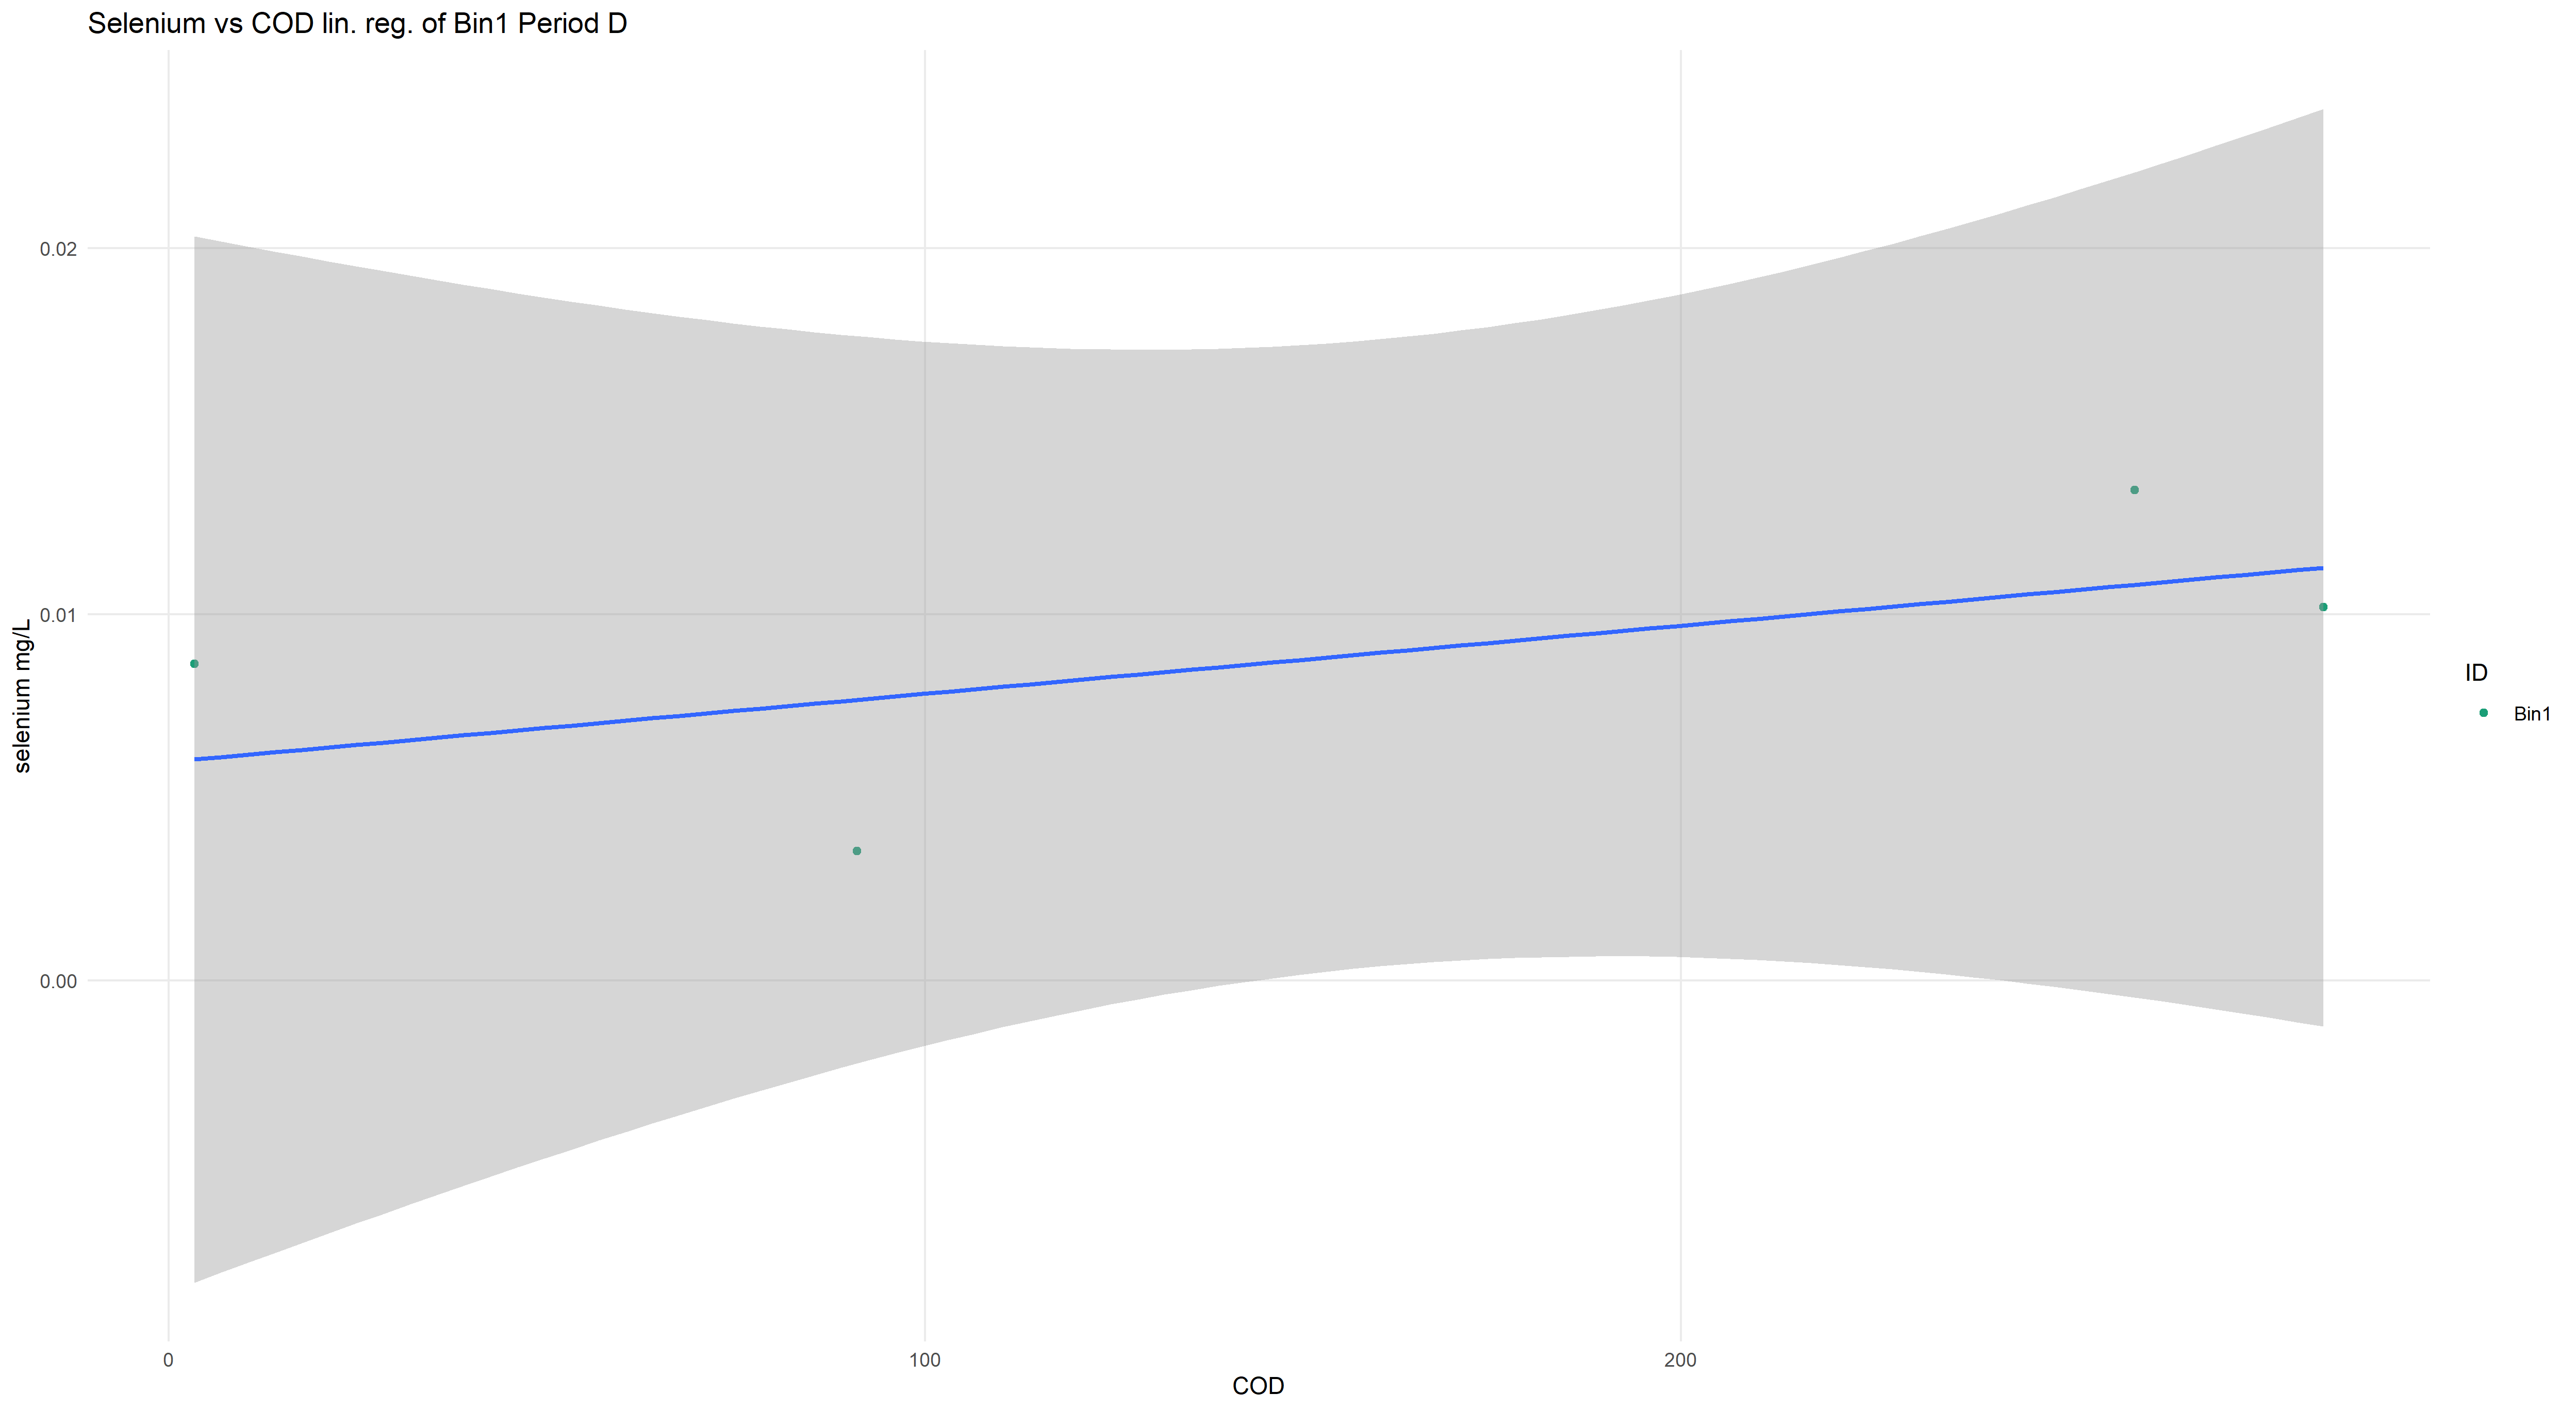 Selenium vs COD lin. reg. of Bin1 Period D
0.02
0.01
0.00
selenium mg/L
0
100
200
COD
ID
Bin1